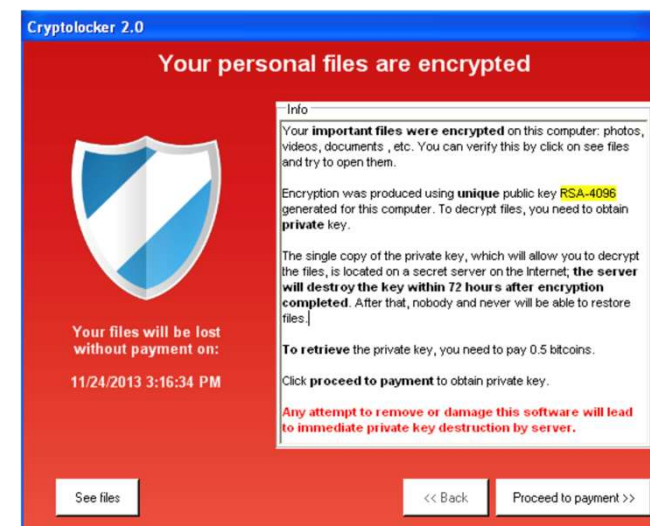 Cryptolocker 2.0
Your personal files are encrypted
Info
Your important files were encrypted on this computer: photos,
videos, documents , etc. You can verify this by click on see files
and try to open them.
Encryption was produced using unique public key RSA-4096
generated for this computer. To decrypt files, you need to obtain
private key.
The single copy of the private key, which will allow you to decrypt
the files, is located on a secret server on the Internet; the server
will destroy the key within 72 hours after encryption
completed. After that, nobody and never will be able to restore
files.
To retrieve the private key, you need to pay 0.5 bitcoins.
Click proceed to payment to obtain private key.
Any attempt to remove or damage this software will lead
to immediate private key destruction by server.
Your files will be lost
without payment on:
11/24/2013 3:16:34 PM
See files
<< Back
Proceed to payment >>